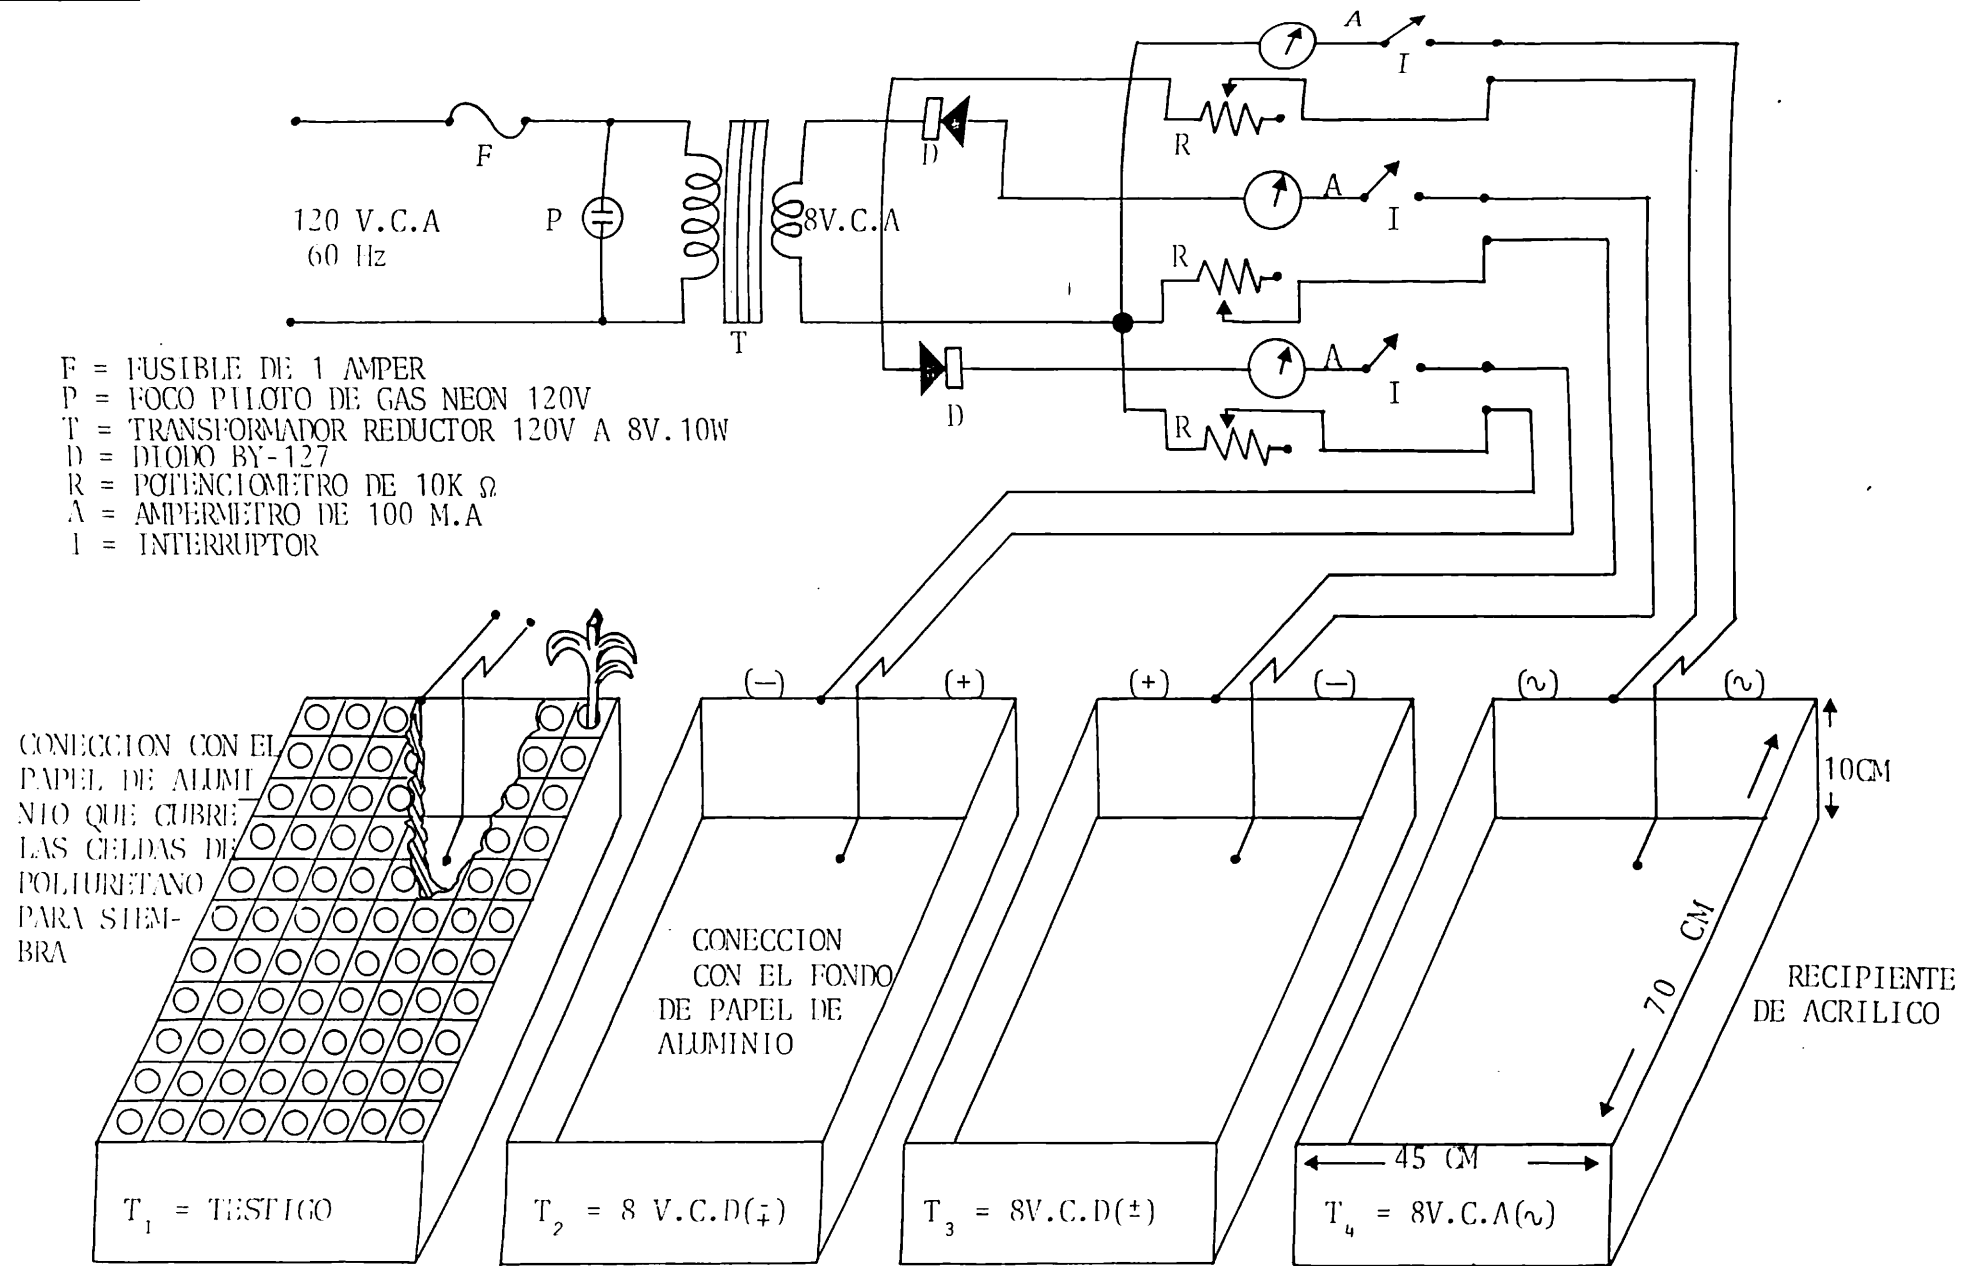 A
I
F
D
R
120 V.C.A
60 Hz
P
8V.C.A
A
I
R
T
D
A
I
R
F = FUSIBLE DE 1 AMPER
P = FOCO PILOTO DE GAS NEON 120V
T = TRANSFORMADOR REDUCTOR 120V A 8V.10W
D = DIODO BY-127
R = POTENCIOMETRO DE 10K Ω
A = AMPERMETRO DE 100 M.A
I = INTERRUPTOR
(—) (+) (+) (—) (~) (~)
CONECCION CON EL
PAPEL DE ALUMI
NIO QUE CUBRE
LAS CELDAS DE
POLIURETANO
PARA SIEM-
BRA
10CM
CONECCION
CON EL FONDO
DE PAPEL DE
ALUMINIO
70 CM
RECIPIENTE
DE ACRILICO
45 CM
T1 = TESTIGO
T2 = 8 V.C.D(∓)
T3 = 8V.C.D(±)
T4 = 8V.C.A(~)